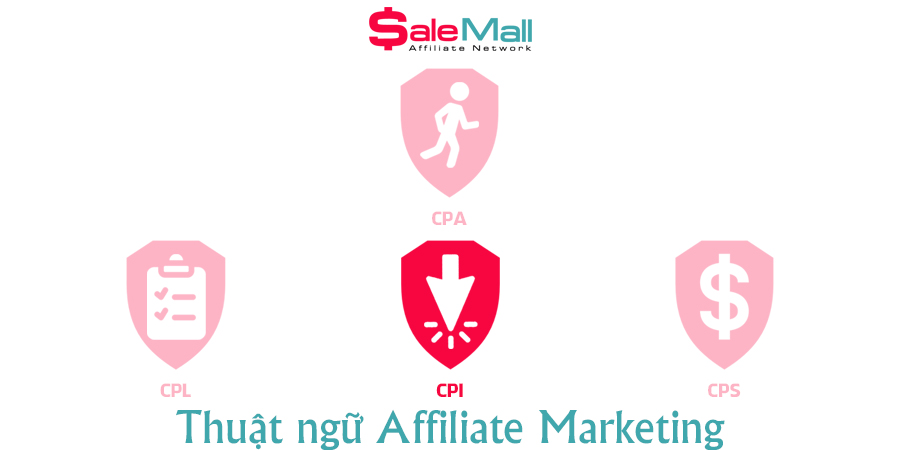 $aleMall
Affiliate Network
CPA
CPL
CPI
CPS
Thuật ngữ Affiliate Marketing